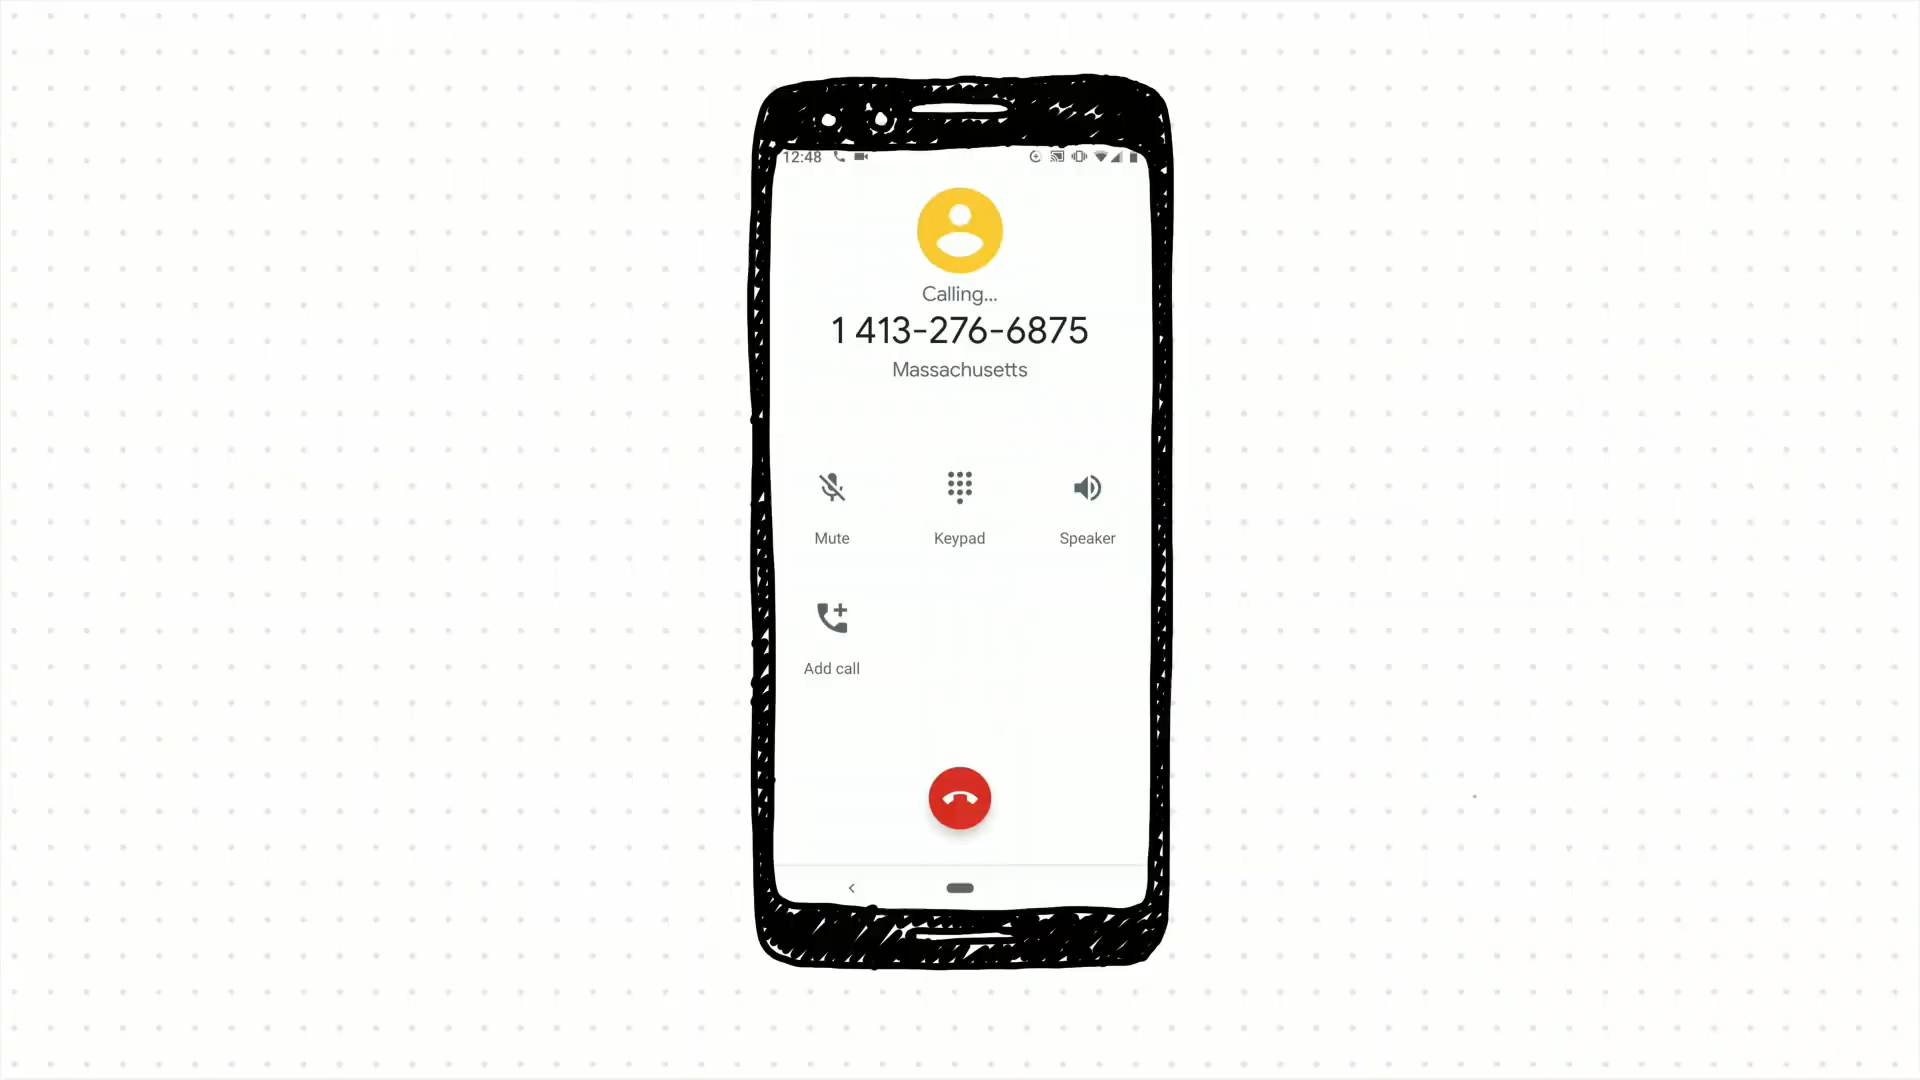 12:48
Calling...
1 413-276-6875
Massachusetts
Mute Keypad Speaker
Add call